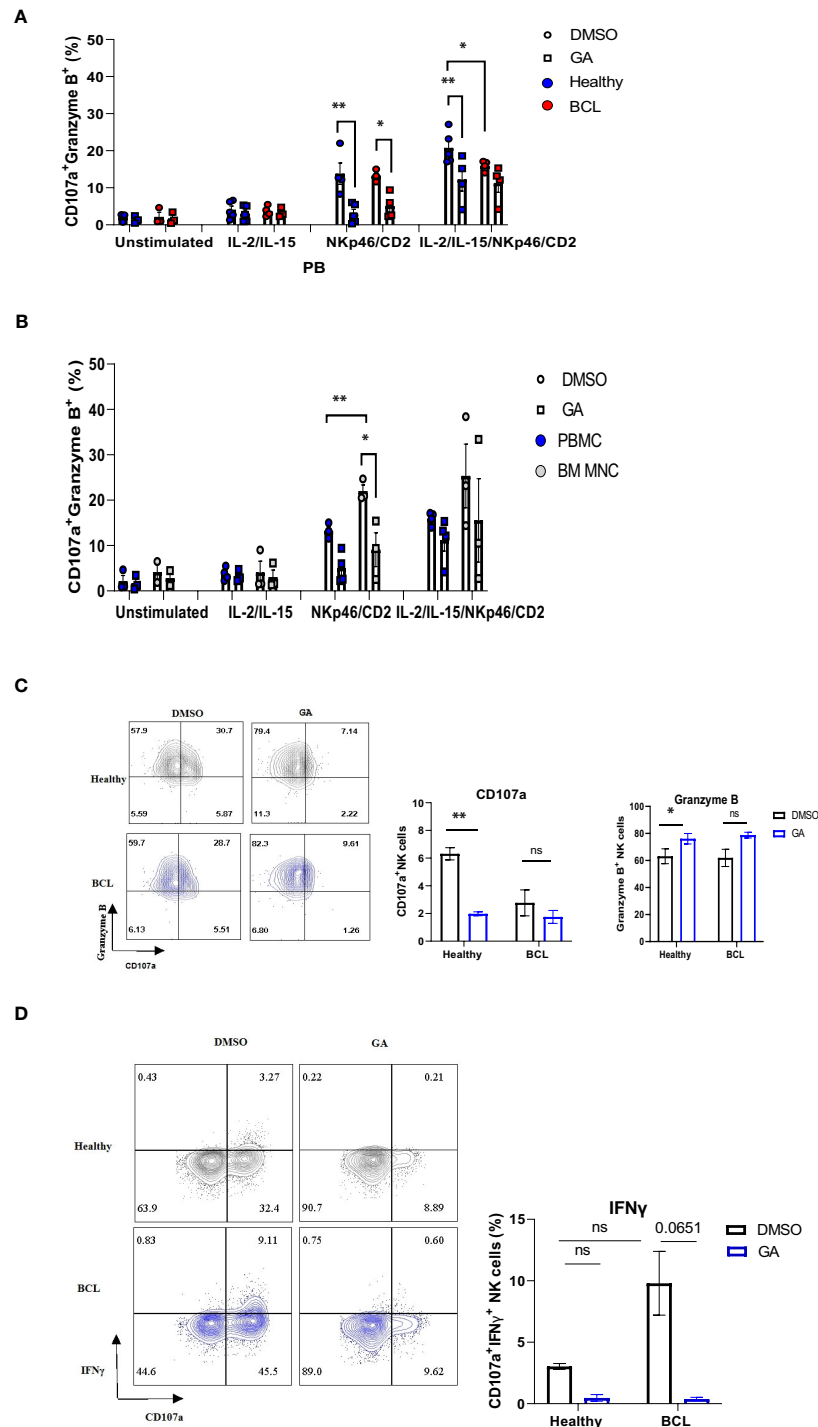 A
CD107a+Granzyme B+ (%)
50
40
30
20
10
0
**
*
**
*
DMSO
GA
Healthy
BCL
Unstimulated IL-2/IL-15 NKp46/CD2 IL-2/IL-15/NKp46/CD2
PB
B
CD107a+Granzyme B+ (%)
50
40
30
20
10
0
**
*
DMSO
GA
PBMC
BM MNC
Unstimulated IL-2/IL-15 NKp46/CD2 IL-2/IL-15/NKp46/CD2
C
DMSO GA
Healthy
57.9 30.7
5.59 5.87
79.4 7.14
11.3 2.22
BCL
59.7 28.7
6.13 5.51
82.3 9.61
6.80 1.26
Granzyme B
CD107a
CD107a
CD107a+ NK cells
10
8
6
4
2
0
**
ns
Healthy BCL
Granzyme B
Granzyme B+ NK cells
100
80
60
40
20
0
*
ns
Healthy BCL
DMSO
GA
D
DMSO GA
Healthy
0.43 3.27
63.9 32.4
0.22 0.21
90.7 8.89
BCL
0.83 9.11
44.6 45.5
0.75 0.60
89.0 9.62
IFNγ
CD107a
IFNγ
CD107a+IFNγ+ NK cells (%)
15
10
5
0
ns
ns
0.0651
DMSO
GA
Healthy BCL